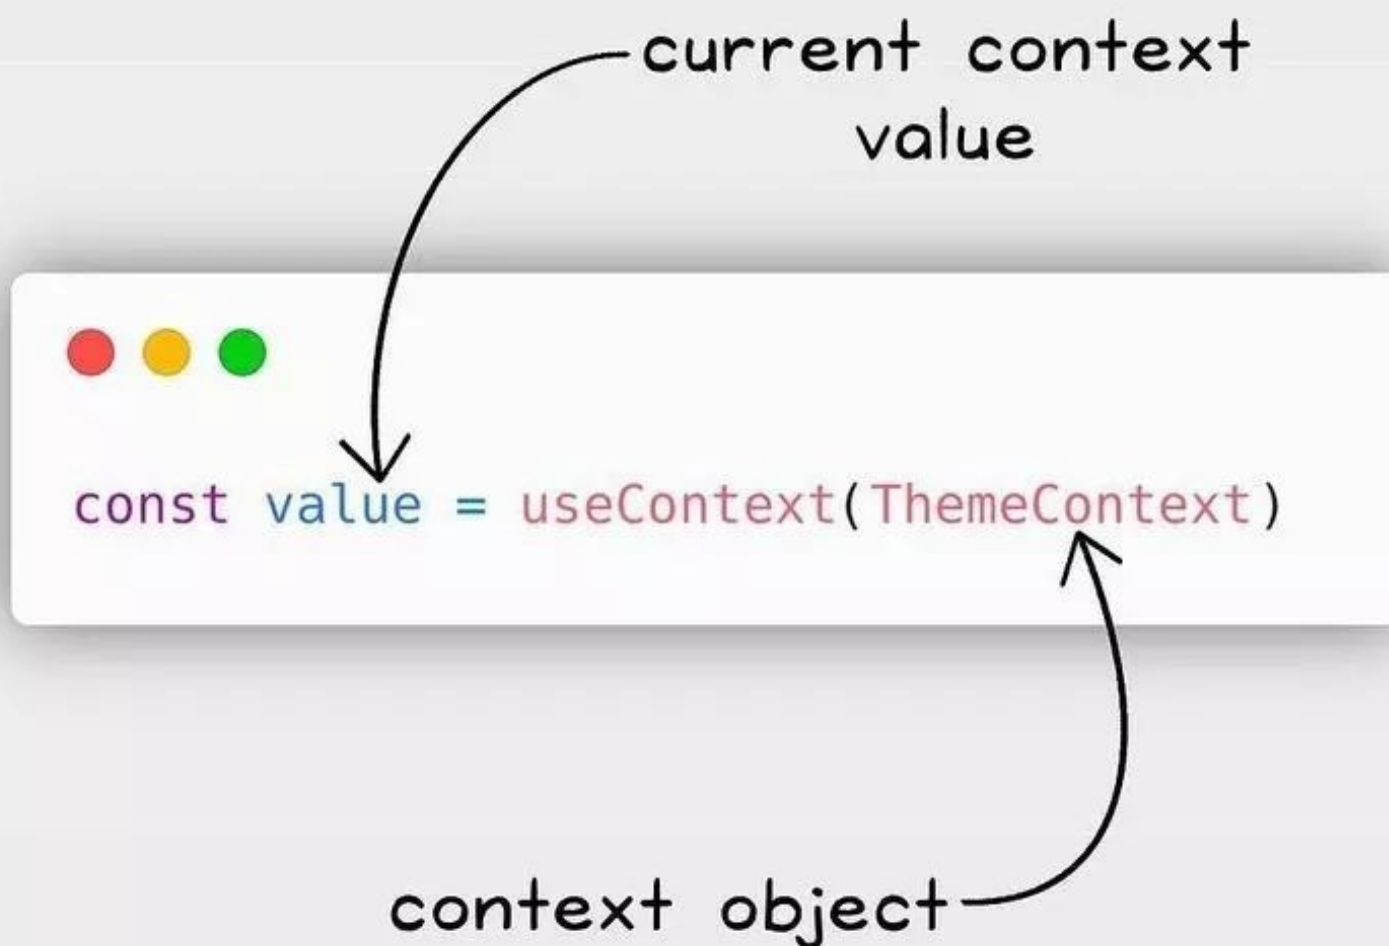 current context
value
const value = useContext(ThemeContext)
context object